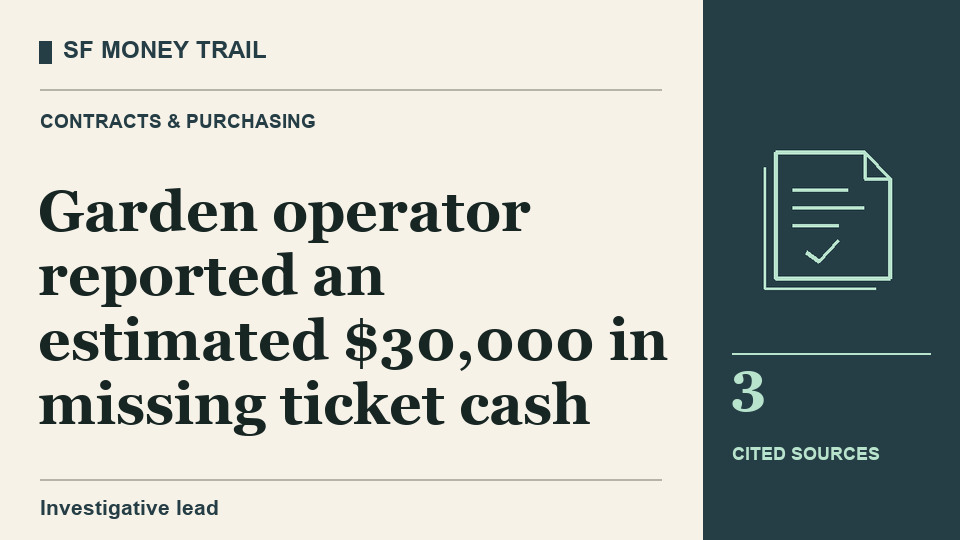 SF MONEY TRAIL
CONTRACTS & PURCHASING
Garden operator
reported an
estimated $30,000 in
missing ticket cash
Investigative lead
3
CITED SOURCES